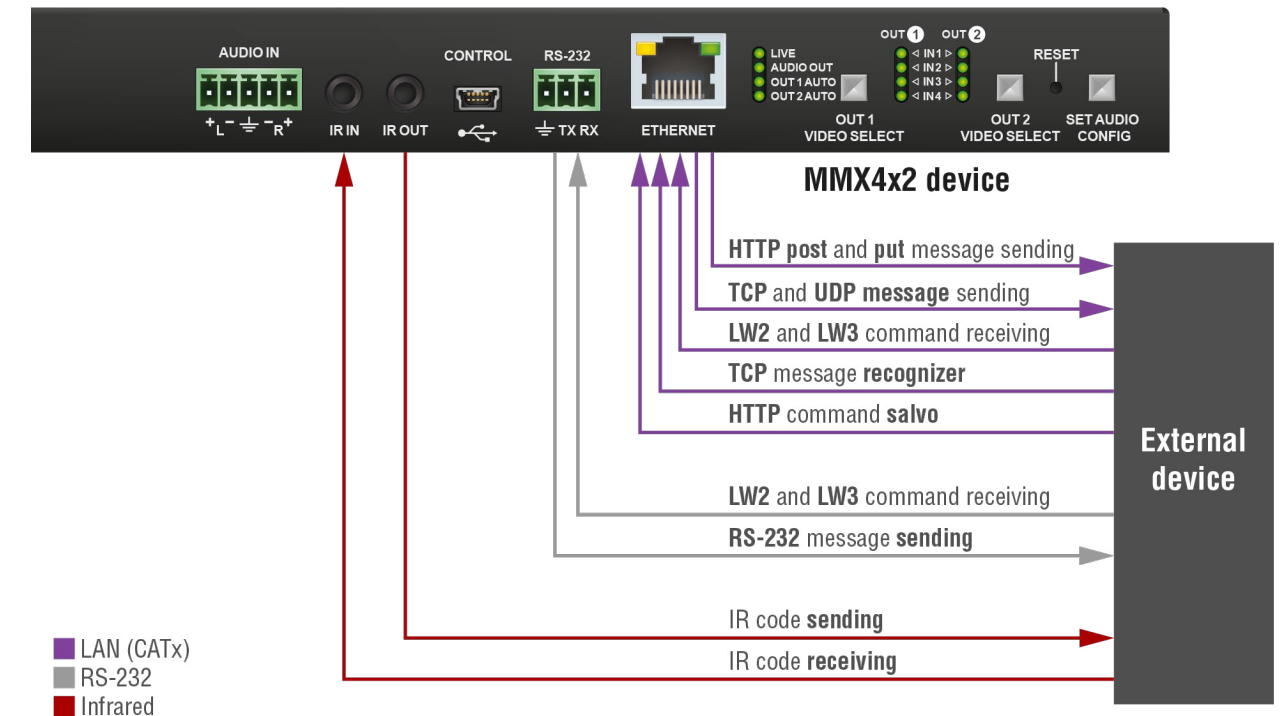 AUDIO IN
+L- -R+
IR IN
IR OUT
CONTROL
RS-232
TX RX
ETHERNET
LIVE
AUDIO OUT
OUT 1 AUTO
OUT 2 AUTO
OUT 1
VIDEO SELECT
OUT 1 OUT 2
IN1
IN2
IN3
IN4
OUT 2
VIDEO SELECT
RESET
SET AUDIO
CONFIG
MMX4x2 device
HTTP post and put message sending
TCP and UDP message sending
LW2 and LW3 command receiving
TCP message recognizer
HTTP command salvo
External
device
LW2 and LW3 command receiving
RS-232 message sending
IR code sending
IR code receiving
LAN (CATx)
RS-232
Infrared